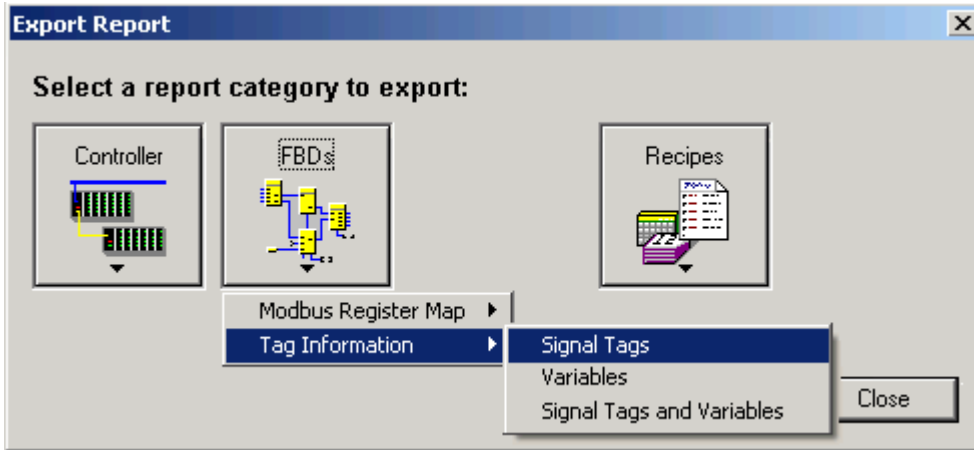 Export Report
Select a report category to export:
Controller
FBDs
Recipes
Modbus Register Map
Tag Information
Signal Tags
Variables
Signal Tags and Variables
Close